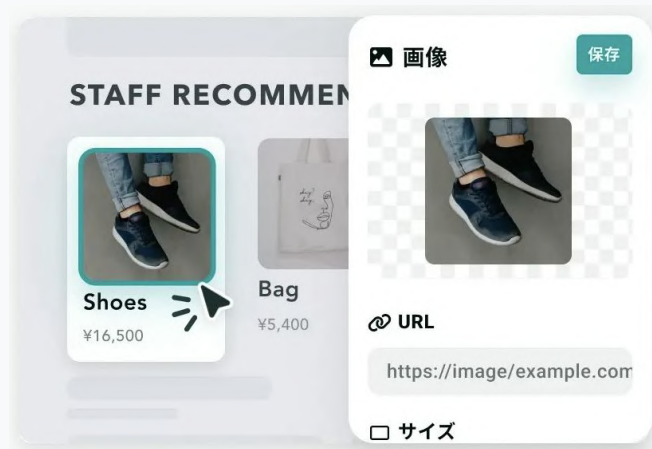 STAFF RECOMMEN
Shoes
¥16,500
Bag
¥5,400
画像
保存
URL
https://image/example.com
サイズ